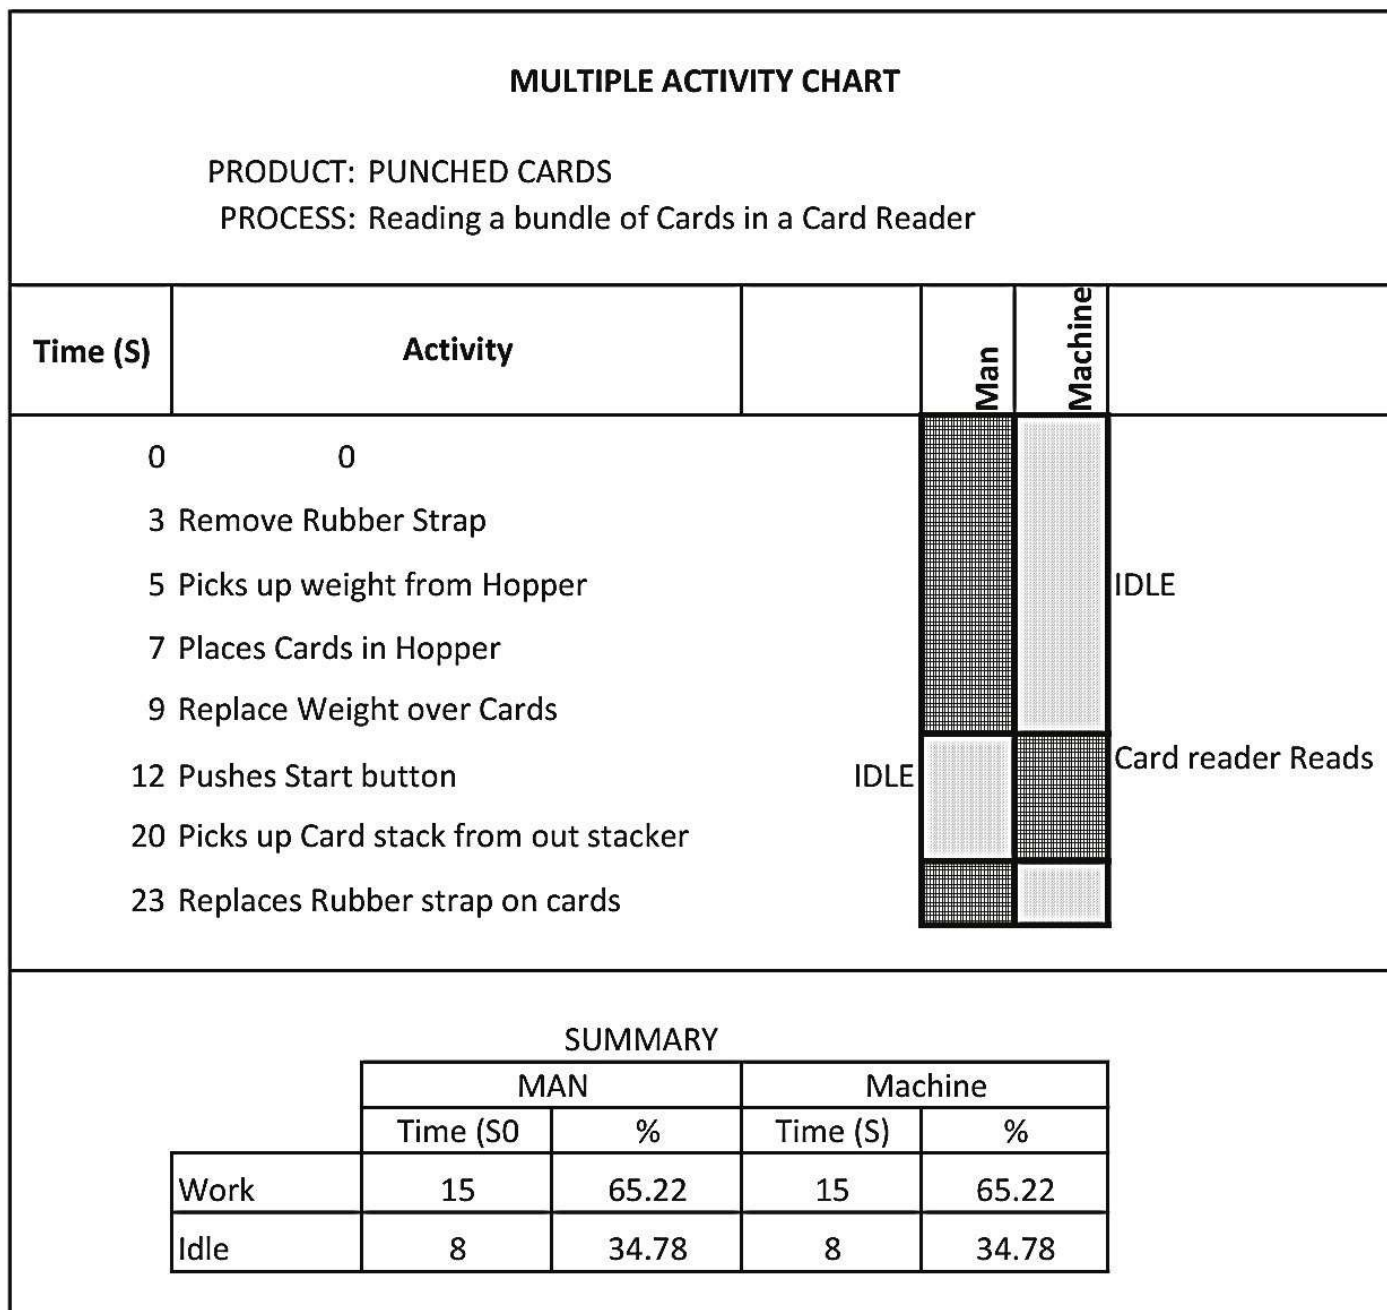 MULTIPLE ACTIVITY CHART
PRODUCT: PUNCHED CARDS
PROCESS: Reading a bundle of Cards in a Card Reader
Time (S) Activity Man Machine
0 0
3 Remove Rubber Strap
5 Picks up weight from Hopper IDLE
7 Places Cards in Hopper
9 Replace Weight over Cards
12 Pushes Start button IDLE Card reader Reads
20 Picks up Card stack from out stacker
23 Replaces Rubber strap on cards
SUMMARY
MAN Machine
Time (S0 % Time (S) %
Work 15 65.22 15 65.22
Idle 8 34.78 8 34.78